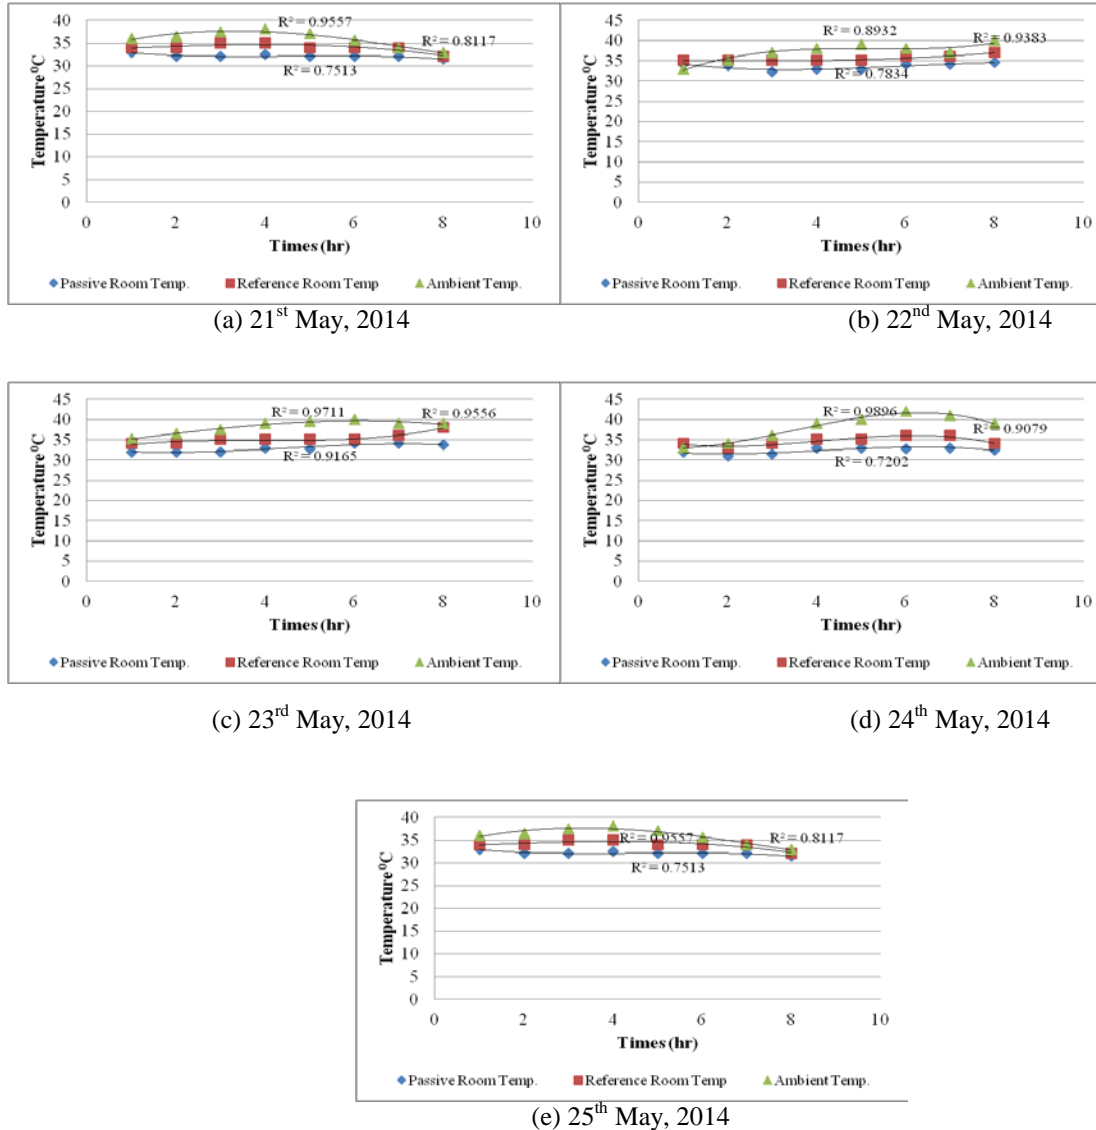 40
35
30
25
20
15
10
5
0
Temperature ⁰C
R² = 0.9557
R² = 0.8117
R² = 0.7513
0 2 4 6 8 10
Times (hr)
Passive Room Temp. Reference Room Temp Ambient Temp.
(a) 21st May, 2014
45
40
35
30
25
20
15
10
5
0
Temperature ⁰C
R² = 0.8932
R² = 0.9383
R² = 0.7834
0 2 4 6 8 10
Times (hr)
Passive Room Temp. Reference Room Temp Ambient Temp.
(b) 22nd May, 2014
45
40
35
30
25
20
15
10
5
0
Temperature ⁰C
R² = 0.9711
R² = 0.9556
R² = 0.9165
0 2 4 6 8 10
Times (hr)
Passive Room Temp. Reference Room Temp Ambient Temp.
(c) 23rd May, 2014
45
40
35
30
25
20
15
10
5
0
Temperature ⁰C
R² = 0.9896
R² = 0.9079
R² = 0.7202
0 2 4 6 8 10
Times (hr)
Passive Room Temp. Reference Room Temp Ambient Temp.
(d) 24th May, 2014
40
35
30
25
20
15
10
5
0
Temperature ⁰C
R² = 0.9557
R² = 0.8117
R² = 0.7513
0 2 4 6 8 10
Times (hr)
Passive Room Temp. Reference Room Temp Ambient Temp.
(e) 25th May, 2014